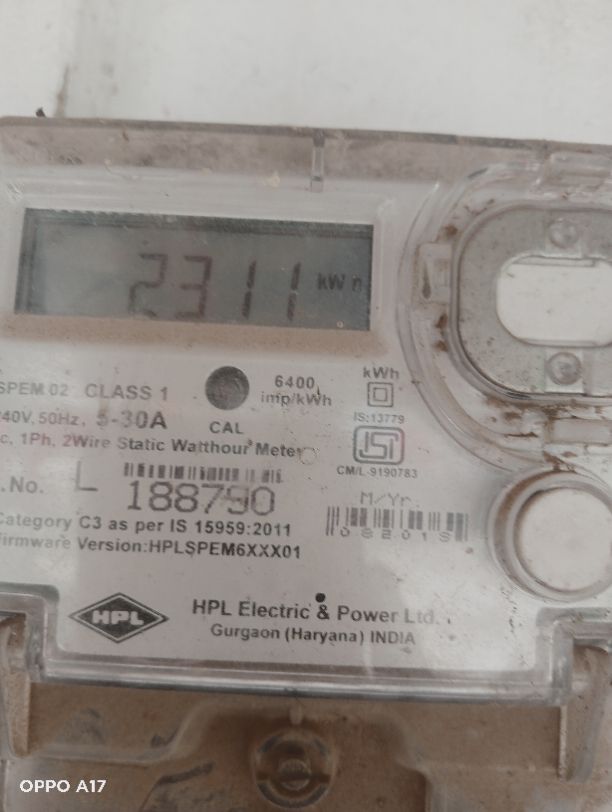 2311 kWh
SPEM 02 CLASS 1
6400 imp/kWh
kWh
240V, 50Hz, 5-30A
CAL
IS:13779
1Ph, 2Wire Static Watthour Meter
ISI
CM/L-9190783
.No. L 188790
M/Yr.
Category C3 as per IS 15959:2011
Firmware Version:HPLSPEM6XXX01
HPL
HPL Electric & Power Ltd.
Gurgaon (Haryana) INDIA
OPPO A17